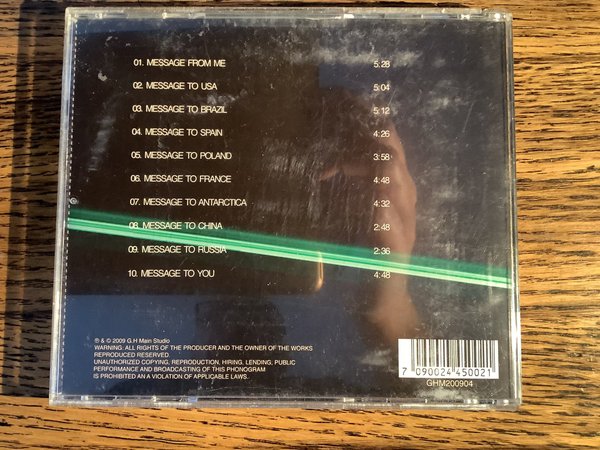 01. MESSAGE FROM ME 5:28
02. MESSAGE TO USA 5:04
03. MESSAGE TO BRAZIL 5:12
04. MESSAGE TO SPAIN 4:26
05. MESSAGE TO POLAND 3:58
06. MESSAGE TO FRANCE 4:48
07. MESSAGE TO ANTARCTICA 4:32
08. MESSAGE TO CHINA 2:48
09. MESSAGE TO RUSSIA 2:36
10. MESSAGE TO YOU 4:48
℗ & © 2009 G.H Main Studio
WARNING: ALL RIGHTS OF THE PRODUCER AND THE OWNER OF THE WORKS
REPRODUCED RESERVED.
UNAUTHORIZED COPYING, REPRODUCTION, HIRING, LENDING, PUBLIC
PERFORMANCE AND BROADCASTING OF THIS PHONOGRAM
IS PROHIBITED AN A VIOLATION OF APPLICABLE LAWS..
7 090024 450021
GHM200904